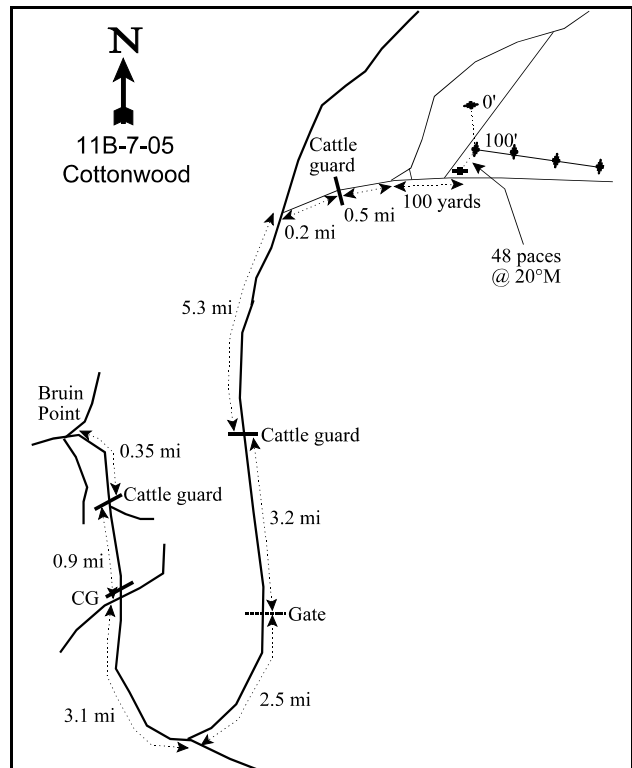 N
11B-7-05
Cottonwood
0'
100'
Cattle
guard
0.2 mi
0.5 mi
100 yards
48 paces
@ 20°M
5.3 mi
Bruin
Point
0.35 mi
Cattle guard
Cattle guard
3.2 mi
0.9 mi
CG
Gate
3.1 mi
2.5 mi